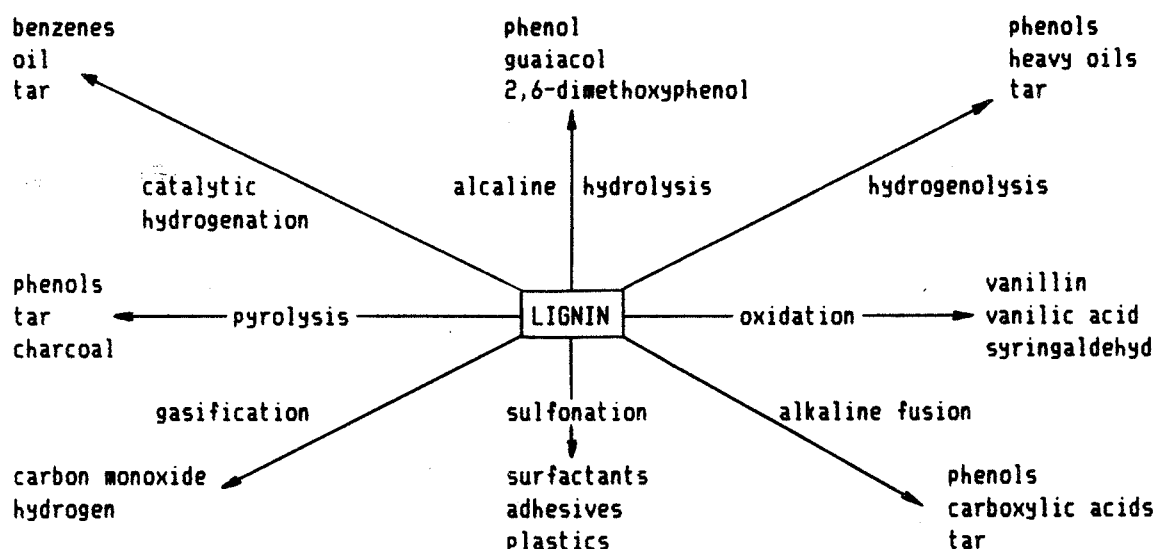 benzenes
oil
tar
phenol
guaiacol
2,6-dimethoxyphenol
phenols
heavy oils
tar
catalytic
hydrogenation
alcaline hydrolysis
hydrogenolysis
phenols
tar
charcoal
pyrolysis
LIGNIN
oxidation
vanillin
vanilic acid
syringaldehyd
gasification
sulfonation
alkaline fusion
carbon monoxide
hydrogen
surfactants
adhesives
plastics
phenols
carboxylic acids
tar